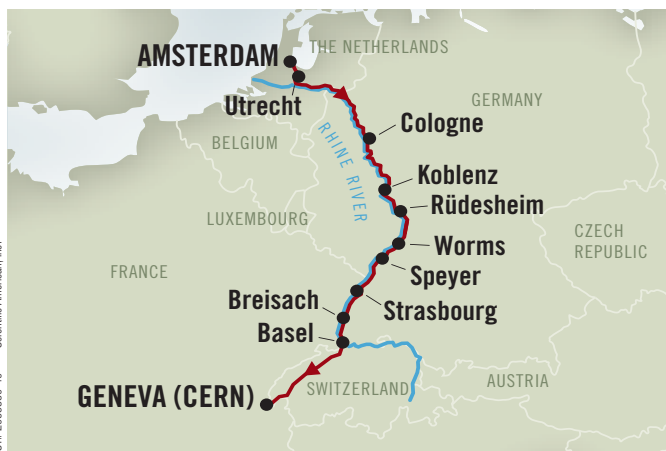 AMSTERDAM
THE NETHERLANDS
Utrecht
GERMANY
BELGIUM
RHINE RIVER
Cologne
Koblenz
LUXEMBOURG
Rüdesheim
CZECH
REPUBLIC
Worms
FRANCE
Speyer
Breisach
Strasbourg
Basel
GENEVA (CERN)
SWITZERLAND
AUSTRIA